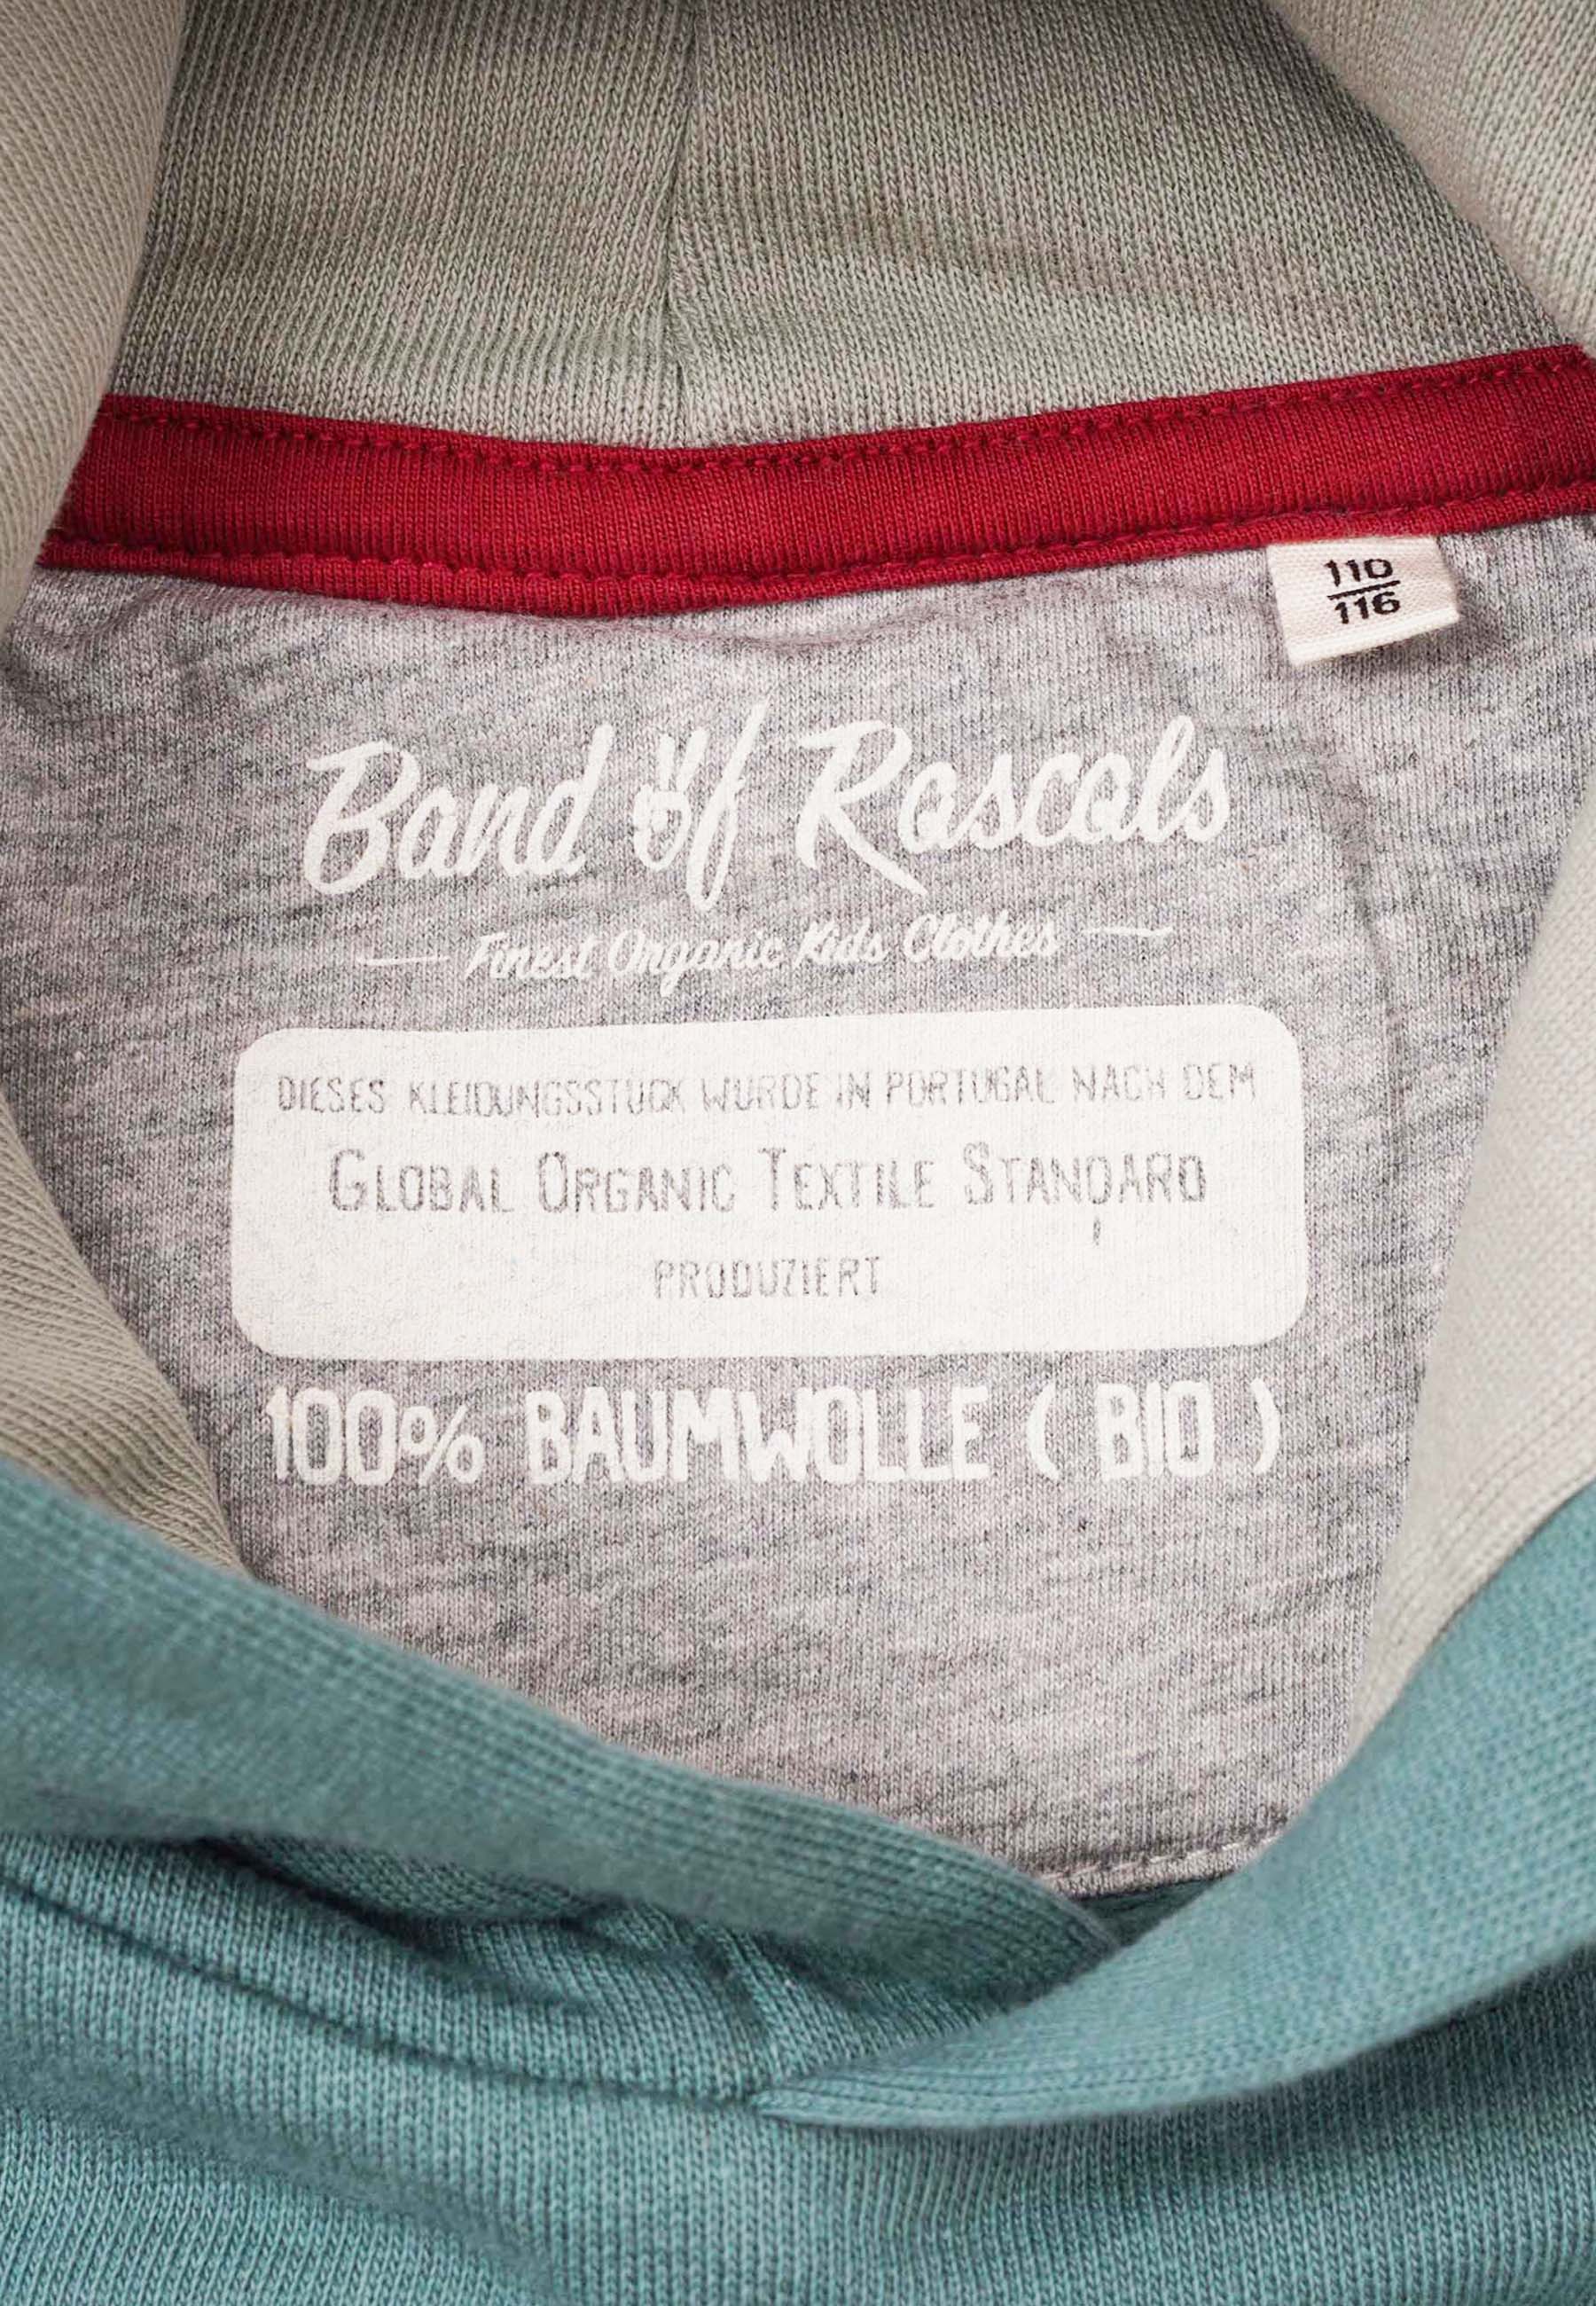 110
116
Band of Rascals
Finest Organic Kids Clothes
DIESES KLEIDUNGSSTÜCK WURDE IN PORTUGAL NACH DEM
GLOBAL ORGANIC TEXTILE STANDARD
PRODUZIERT
100% BAUMWOLLE ( BIO )